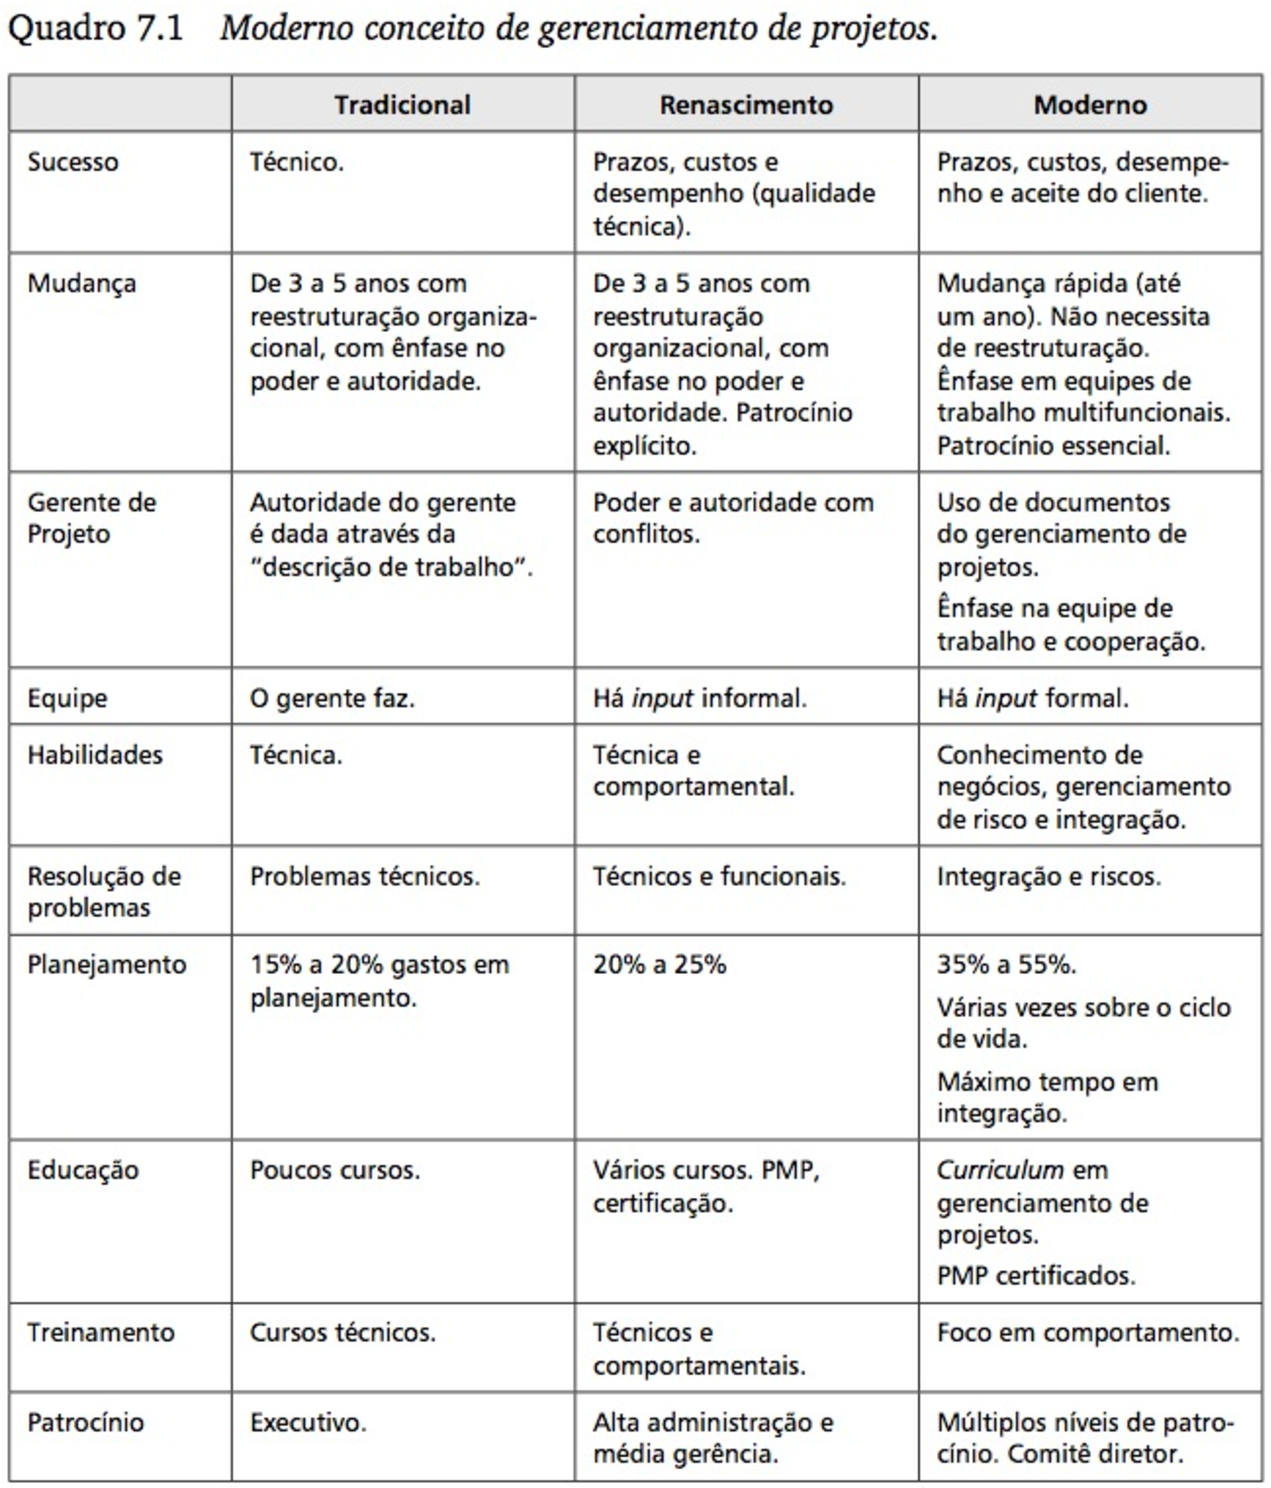 Quadro 7.1 Moderno conceito de gerenciamento de projetos.
Tradicional Renascimento Moderno
Sucesso
Técnico.
Prazos, custos e
desempenho (qualidade
técnica).
Prazos, custos, desempe-
nho e aceite do cliente.
Mudança
De 3 a 5 anos com
reestruturação organiza-
cional, com ênfase no
poder e autoridade.
De 3 a 5 anos com
reestruturação
organizacional, com
ênfase no poder e
autoridade. Patrocínio
explícito.
Mudança rápida (até
um ano). Não necessita
de reestruturação.
Ênfase em equipes de
trabalho multifuncionais.
Patrocínio essencial.
Gerente de
Projeto
Autoridade do gerente
é dada através da
“descrição de trabalho”.
Poder e autoridade com
conflitos.
Uso de documentos
do gerenciamento de
projetos.
Ênfase na equipe de
trabalho e cooperação.
Equipe
O gerente faz.
Há input informal.
Há input formal.
Habilidades
Técnica.
Técnica e
comportamental.
Conhecimento de
negócios, gerenciamento
de risco e integração.
Resolução de
problemas
Problemas técnicos.
Técnicos e funcionais.
Integração e riscos.
Planejamento
15% a 20% gastos em
planejamento.
20% a 25%
35% a 55%.
Várias vezes sobre o ciclo
de vida.
Máximo tempo em
integração.
Educação
Poucos cursos.
Vários cursos. PMP,
certificação.
Curriculum em
gerenciamento de
projetos.
PMP certificados.
Treinamento
Cursos técnicos.
Técnicos e
comportamentais.
Foco em comportamento.
Patrocínio
Executivo.
Alta administração e
média gerência.
Múltiplos níveis de patro-
cínio. Comitê diretor.